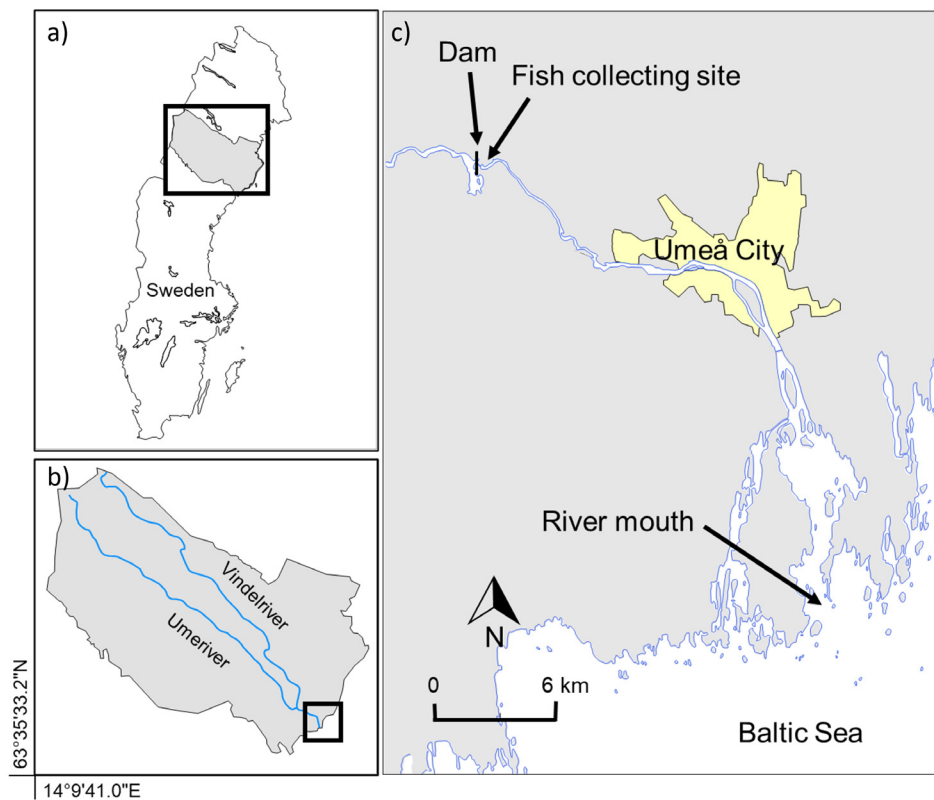 a)
Sweden
b)
Vindelriver
Umeriver
63°35'33.2"N
14°9'41.0"E
c)
Dam
Fish collecting site
Umeå City
River mouth
N
0 6 km
Baltic Sea